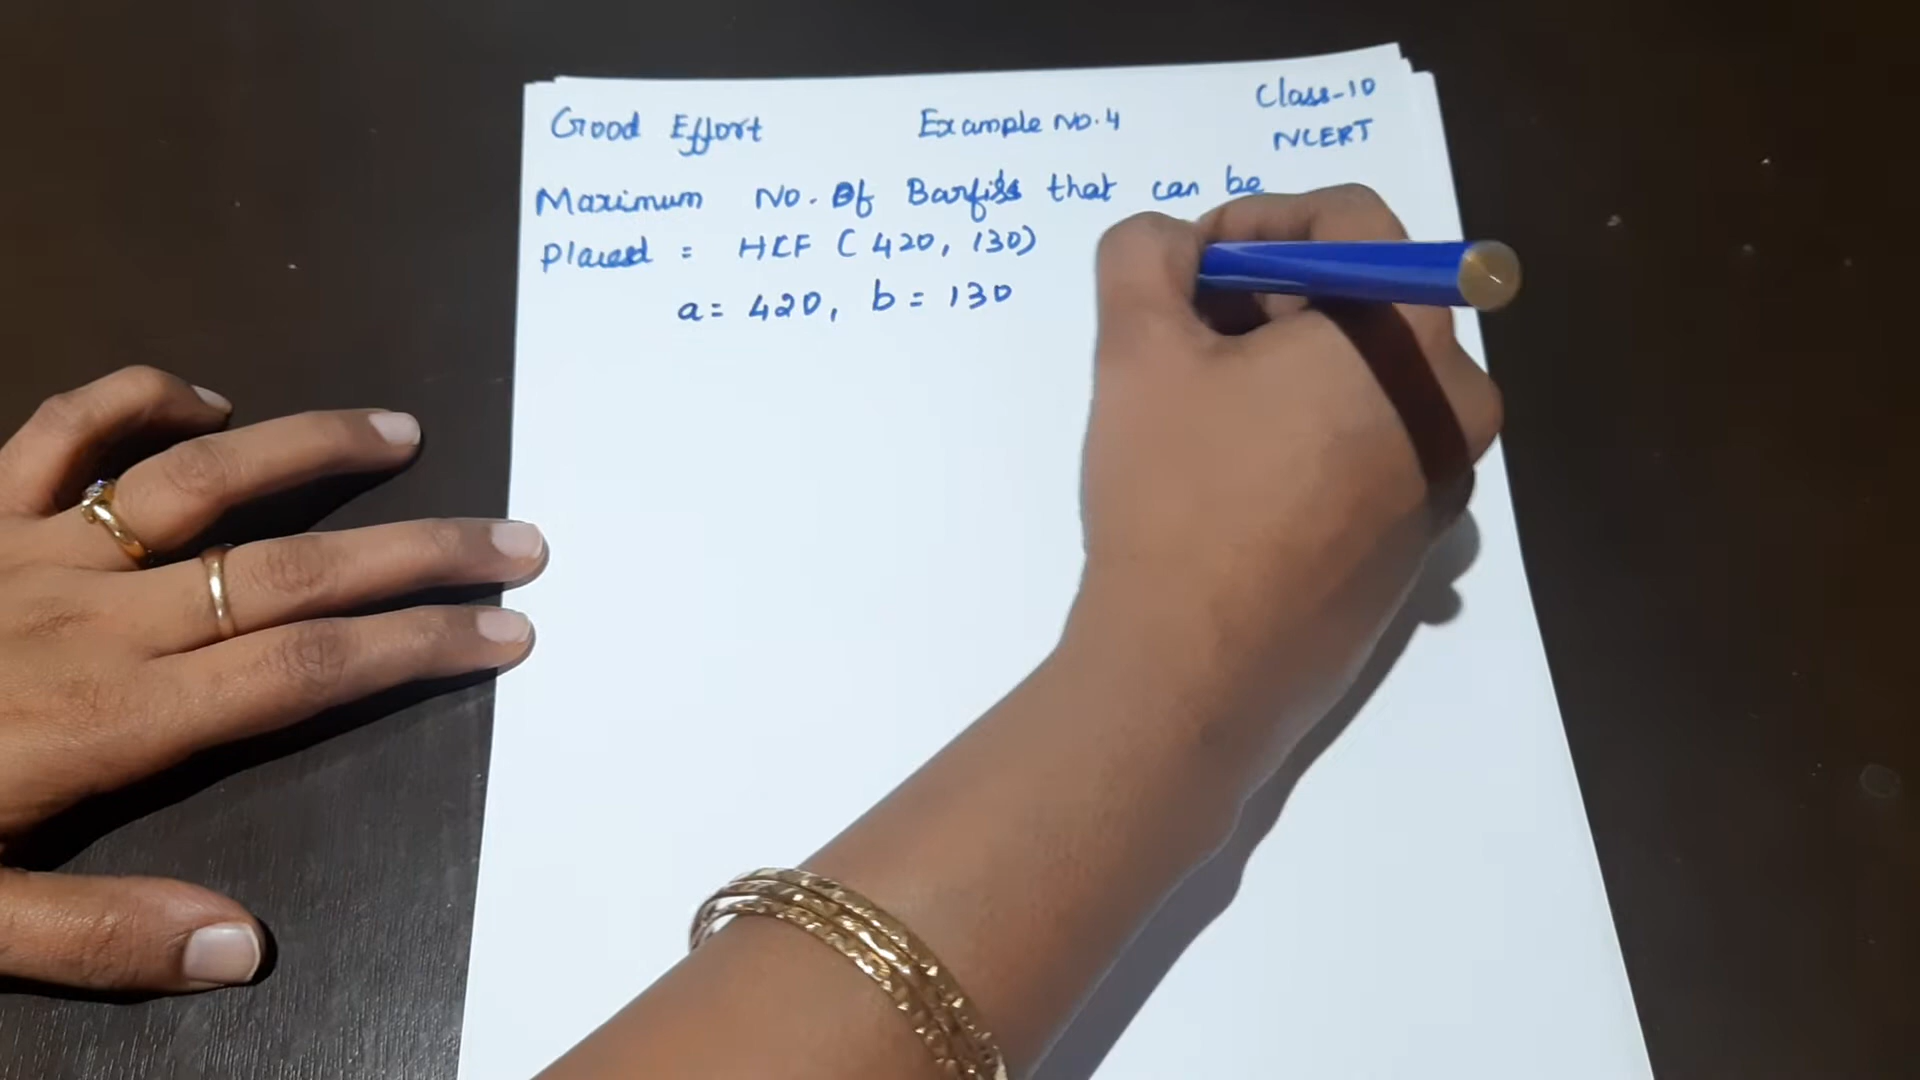 Good Effort Example No. 4 Class-10
NCERT
Maximum No. Of Barfis that can be
placed = HCF (420, 130)
a = 420, b = 130